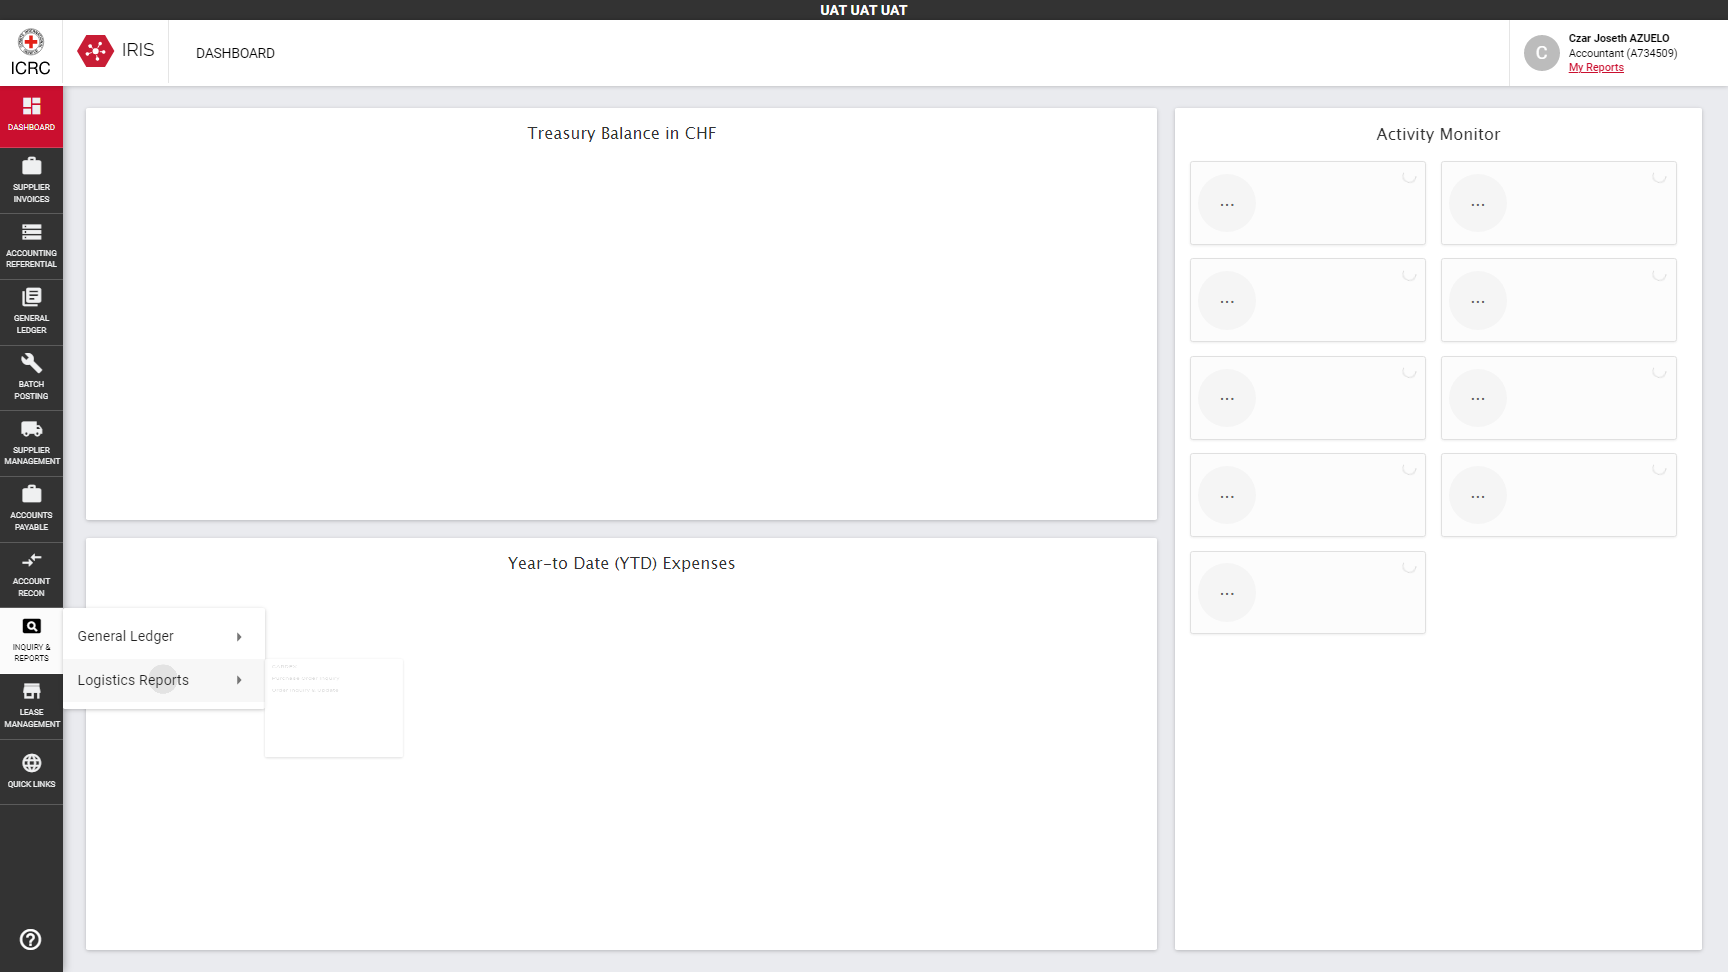 UAT UAT UAT
ICRC
IRIS
DASHBOARD
C
Czar Joseth AZUELO
Accountant (A734509)
My Reports
DASHBOARD
SUPPLIER
INVOICES
ACCOUNTING
REFERENTIAL
GENERAL
LEDGER
BATCH
POSTING
SUPPLIER
MANAGEMENT
ACCOUNTS
PAYABLE
ACCOUNT
RECON
INQUIRY &
REPORTS
LEASE
MANAGEMENT
QUICK LINKS
Treasury Balance in CHF
Year-to Date (YTD) Expenses
General Ledger
Logistics Reports
Activity Monitor
...
...
...
...
...
...
...
...
...